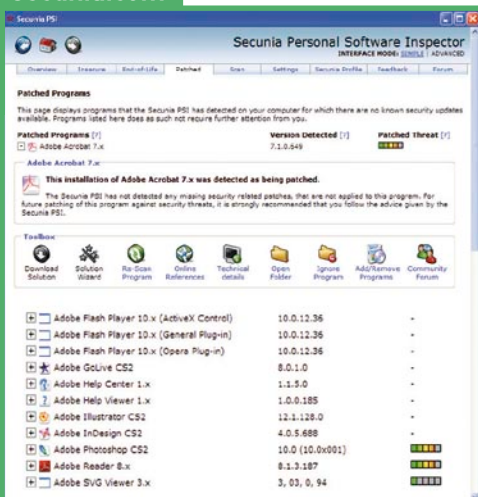 Secunia PSI
Secunia Personal Software Inspector
INTERFACE MODE: SIMPLE | ADVANCED
Overview Insecure End-of-Life Patched Scan Settings Secunia Profile Feedback Forum
Patched Programs
This page displays programs that the Secunia PSI has detected on your computer for which there are no known security updates
available. Programs listed here does as such not require further attention from you.
Patched Programs [?] Version Detected [?] Patched Threat [?]
Adobe Acrobat 7.x 7.1.0.649
Adobe Acrobat 7.x
This installation of Adobe Acrobat 7.x was detected as being patched.
The Secunia PSI has not detected any missing security related patches, that are not applied to this program. For
future patching of this program against security threats, it is strongly recommended that you follow the advice given by the
Secunia PSI.
Toolbox
Download Solution Re-Scan Online Technical Open Ignore Add/Remove Community
Solution Wizard Program References details Folder Program Programs Forum
Adobe Flash Player 10.x (ActiveX Control) 10.0.12.36 -
Adobe Flash Player 10.x (General Plug-in) 10.0.12.36 -
Adobe Flash Player 10.x (Opera Plug-in) 10.0.12.36 -
Adobe GoLive CS2 8.0.1.0 -
Adobe Help Center 1.x 1.1.5.0 -
Adobe Help Viewer 1.x 1.0.0.185 -
Adobe Illustrator CS2 12.1.128.0 -
Adobe InDesign CS2 4.0.5.688 -
Adobe Photoshop CS2 10.0 (10.0x001)
Adobe Reader 8.x 8.1.3.187
Adobe SVG Viewer 3.x 3, 03, 0, 94